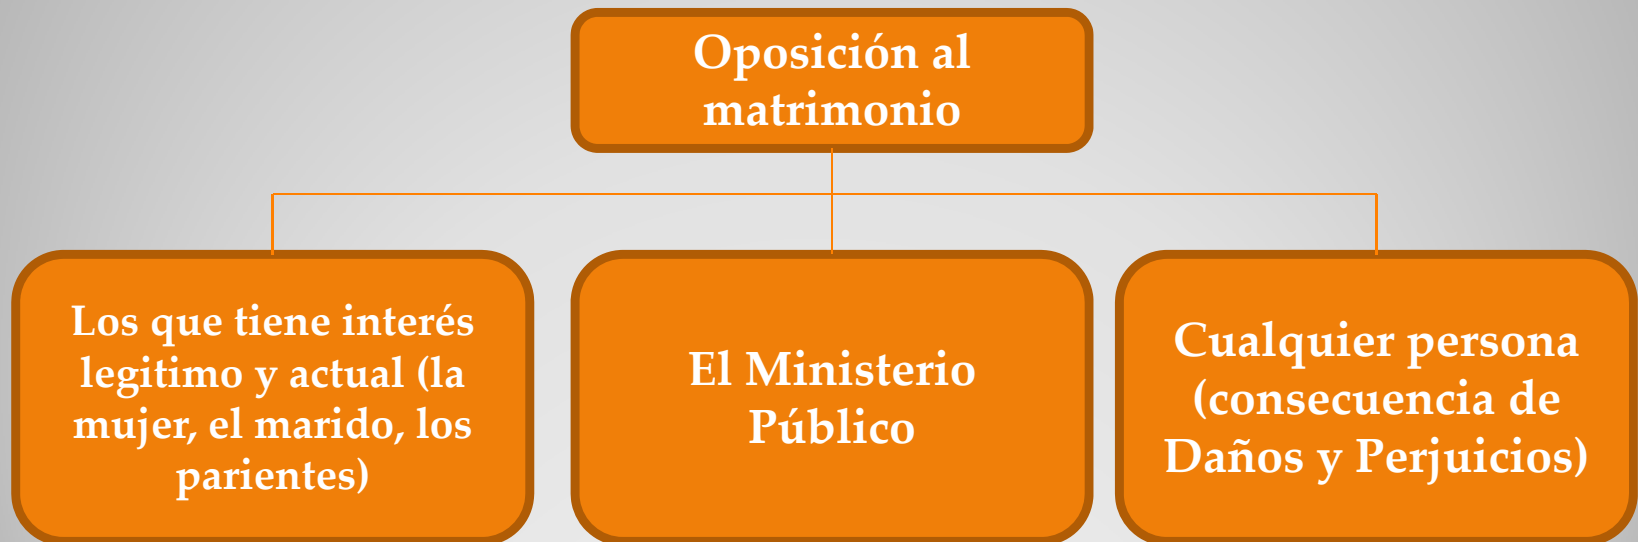 Oposición al
matrimonio
Los que tiene interés
legitimo y actual (la
mujer, el marido, los
parientes)
El Ministerio
Público
Cualquier persona
(consecuencia de
Daños y Perjuicios)